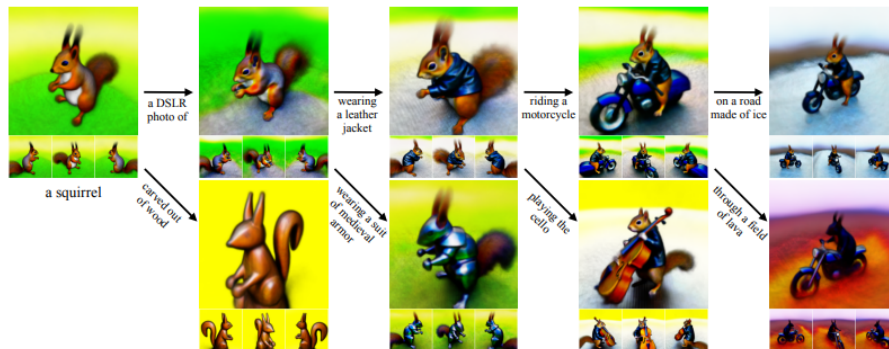 a DSLR
photo of
wearing
a leather
jacket
riding a
motorcycle
on a road
made of ice
a squirrel
carved out
of wood
wearing a suit
of medieval
armor
playing the
cello
through a field
of lava